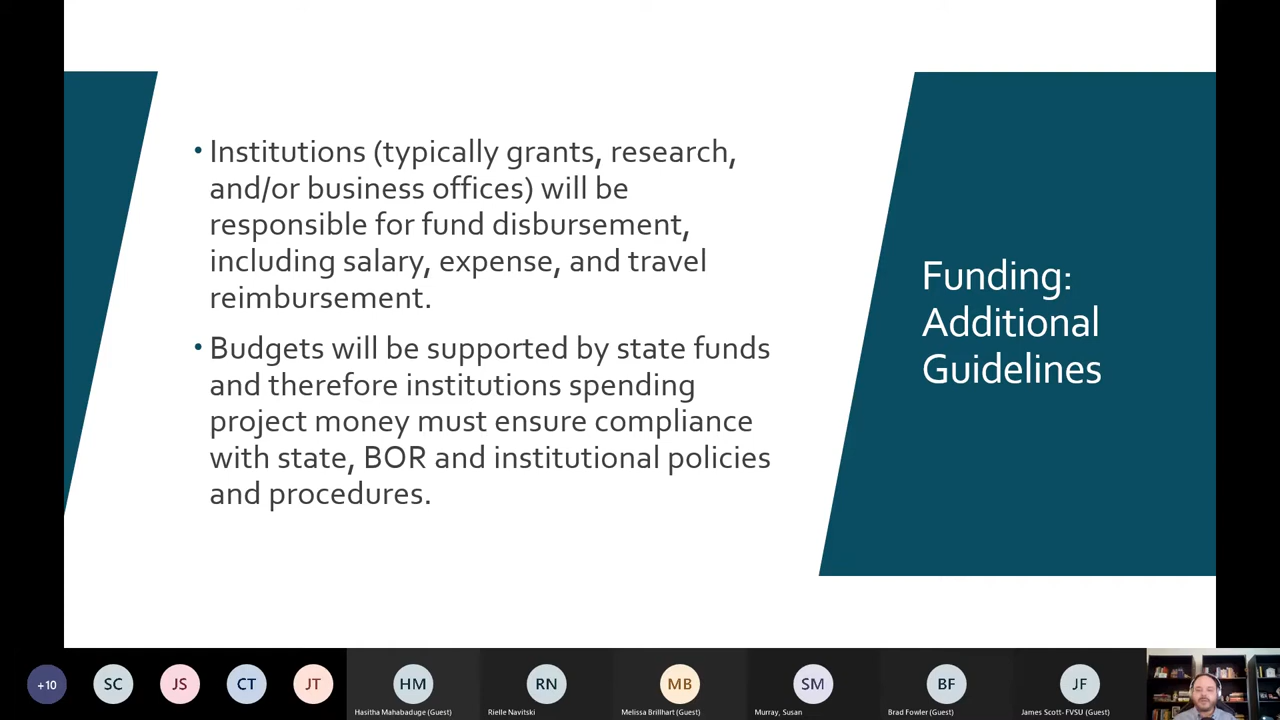 • Institutions (typically grants, research,
and/or business offices) will be
responsible for fund disbursement,
including salary, expense, and travel
reimbursement.
• Budgets will be supported by state funds
and therefore institutions spending
project money must ensure compliance
with state, BOR and institutional policies
and procedures.
Funding:
Additional
Guidelines
+10
SC
JS
CT
JT
HM
RN
MB
SM
BF
JF
Hasitha Mahabaduge (Guest)
Rielle Navitski
Melissa Brillhart (Guest)
Murray, Susan
Brad Fowler (Guest)
James Scott- FVSU (Guest)